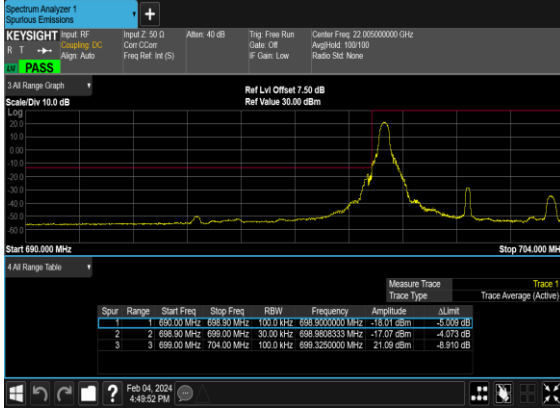 Spectrum Analyzer 1
Spurious Emissions
+
KEYSIGHT Input: RF Input Z: 50 Ω Atten: 40 dB Trig: Free Run Center Freq: 22.005000000 GHz
R T Coupling: DC Corr CCorr Gate: Off Avg|Hold: 100/100
Align: Auto Freq Ref: Int (S) IF Gain: Low Radio Std: None
PASS
3 All Range Graph
Ref Lvl Offset 7.50 dB
Scale/Div 10.0 dB Ref Value 30.00 dBm
Log
20.0
10.0
0.00
-10.0
-20.0
-30.0
-40.0
-50.0
-60.0
Start 690.000 MHz Stop 704.000 MH
4 All Range Table
Measure Trace Trace 1
Trace Type Trace Average (Active)
Spur Range Start Freq Stop Freq RBW Frequency Amplitude ΔLimit
1 1 690.00 MHz 698.90 MHz 100.0 kHz 698.9000000 MHz -18.01 dBm -5.009 dB
2 2 698.90 MHz 699.00 MHz 30.00 kHz 698.9808333 MHz -17.07 dBm -4.073 dB
3 3 699.00 MHz 704.00 MHz 100.0 kHz 699.3250000 MHz 21.09 dBm -8.910 dB
? Feb 04, 2024
4:49:52 PM